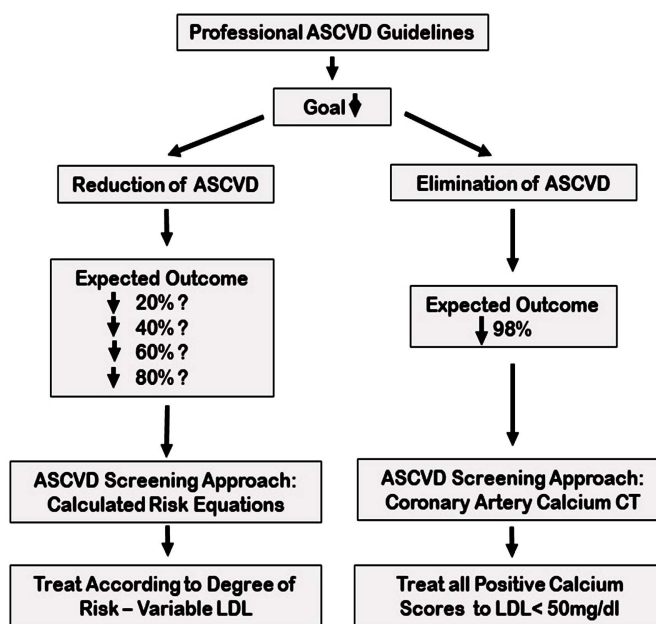 Professional ASCVD Guidelines
Goal
Reduction of ASCVD
Expected Outcome
20% ?
40% ?
60% ?
80% ?
ASCVD Screening Approach:
Calculated Risk Equations
Treat According to Degree of
Risk – Variable LDL
Elimination of ASCVD
Expected Outcome
98%
ASCVD Screening Approach:
Coronary Artery Calcium CT
Treat all Positive Calcium
Scores to LDL< 50mg/dl